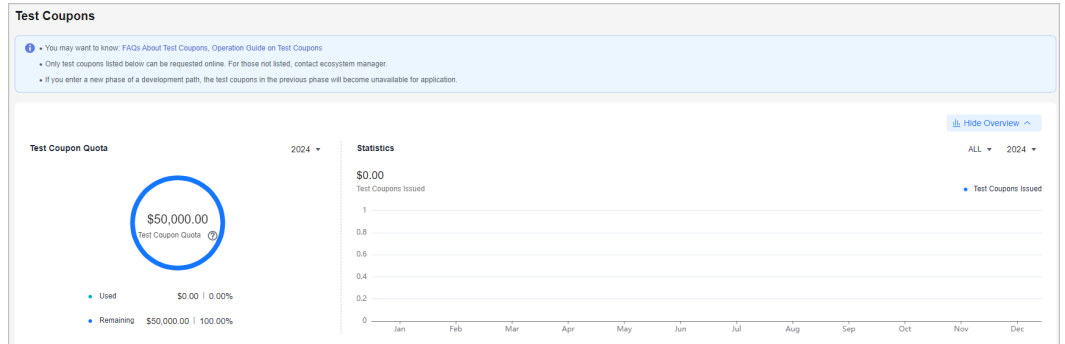 Test Coupons
• You may want to know: FAQs About Test Coupons, Operation Guide on Test Coupons
• Only test coupons listed below can be requested online. For those not listed, contact ecosystem manager.
• If you enter a new phase of a development path, the test coupons in the previous phase will become unavailable for application.
Hide Overview
Test Coupon Quota
2024
$50,000.00
Test Coupon Quota
Used $0.00 | 0.00%
Remaining $50,000.00 | 100.00%
Statistics
ALL 2024
$0.00
Test Coupons Issued
Test Coupons Issued
1
0.8
0.6
0.4
0.2
0
Jan Feb Mar Apr May Jun Jul Aug Sep Oct Nov Dec